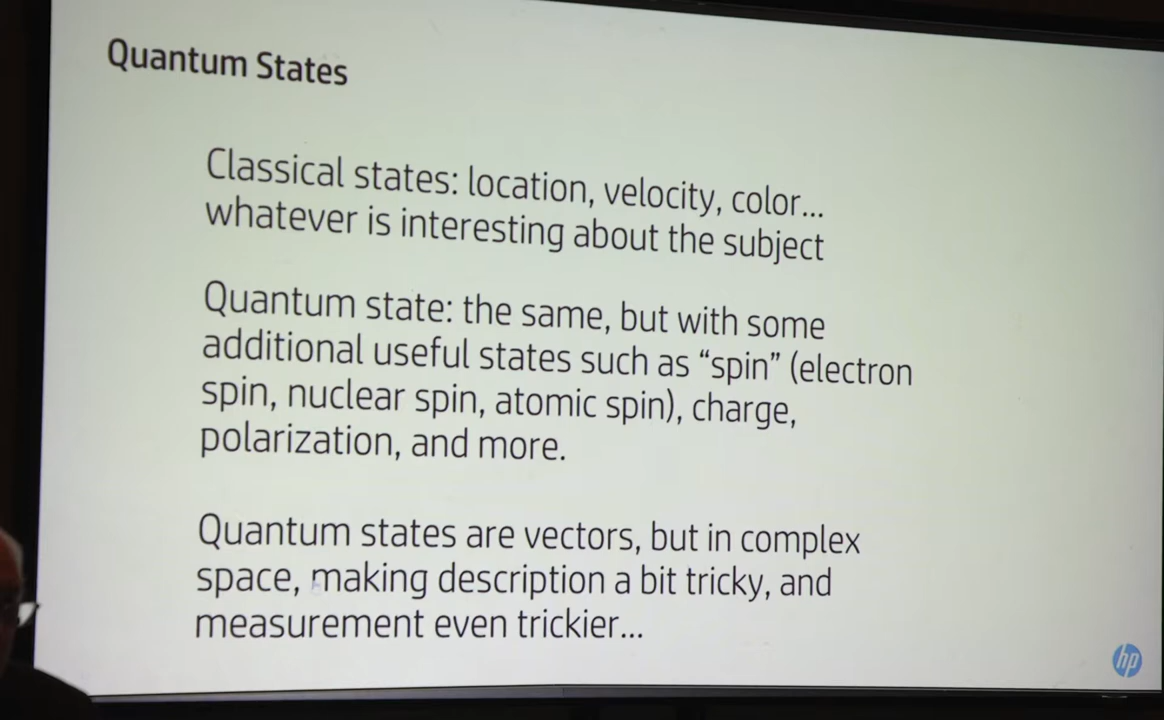 Quantum States
Classical states: location, velocity, color...
whatever is interesting about the subject
Quantum state: the same, but with some
additional useful states such as “spin” (electron
spin, nuclear spin, atomic spin), charge,
polarization, and more.
Quantum states are vectors, but in complex
space, making description a bit tricky, and
measurement even trickier...
hp